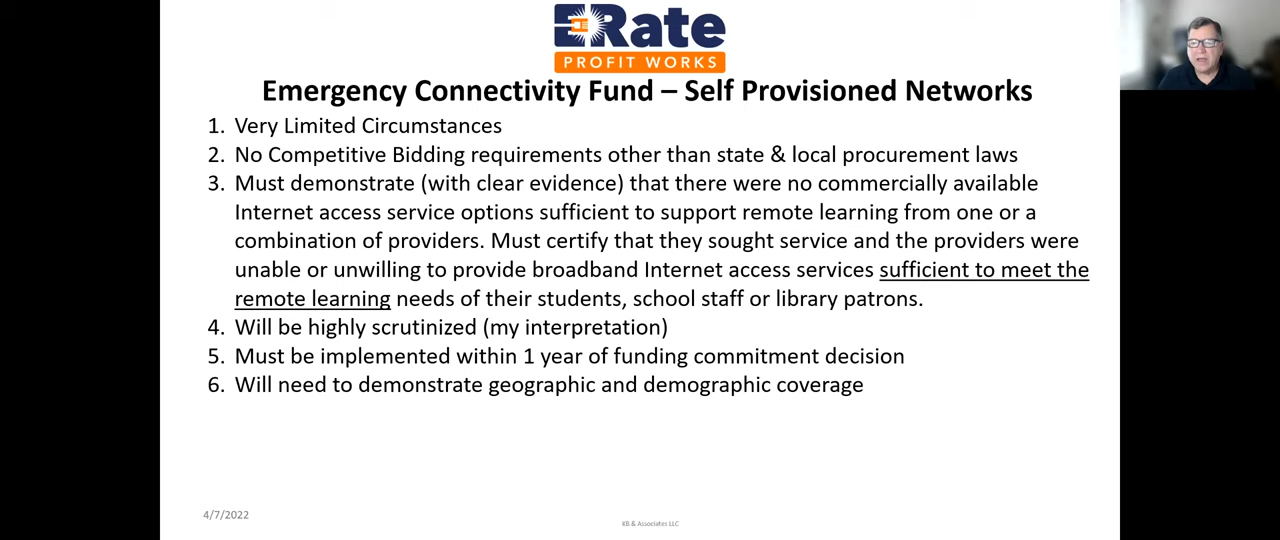 ERate
PROFIT WORKS
Emergency Connectivity Fund – Self Provisioned Networks
1. Very Limited Circumstances
2. No Competitive Bidding requirements other than state & local procurement laws
3. Must demonstrate (with clear evidence) that there were no commercially available
Internet access service options sufficient to support remote learning from one or a
combination of providers. Must certify that they sought service and the providers were
unable or unwilling to provide broadband Internet access services sufficient to meet the
remote learning needs of their students, school staff or library patrons.
4. Will be highly scrutinized (my interpretation)
5. Must be implemented within 1 year of funding commitment decision
6. Will need to demonstrate geographic and demographic coverage
4/7/2022
KB & Associates LLC